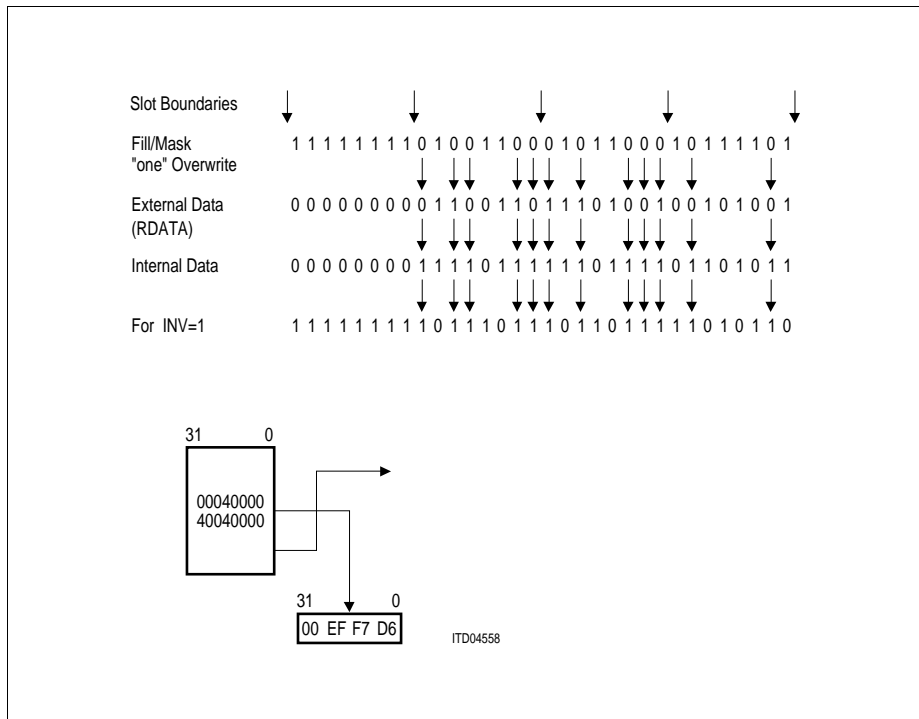 Slot Boundaries
Fill/Mask 1 1 1 1 1 1 1 1 0 1 0 0 1 1 0 0 0 1 0 1 1 0 0 0 1 0 1 1 1 1 0 1
"one" Overwrite
External Data 0 0 0 0 0 0 0 0 0 1 1 0 0 1 1 0 1 1 1 0 1 0 0 1 0 0 1 0 1 0 0 1
(RDATA)
Internal Data 0 0 0 0 0 0 0 0 1 1 1 1 0 1 1 1 1 1 1 0 1 1 1 1 0 1 1 0 1 0 1 1
For INV=1 1 1 1 1 1 1 1 1 1 0 1 1 1 0 1 1 1 0 1 1 0 1 1 1 1 1 0 1 0 1 1 0
31 0
00040000
40040000
31 0
00 EF F7 D6
ITD04558